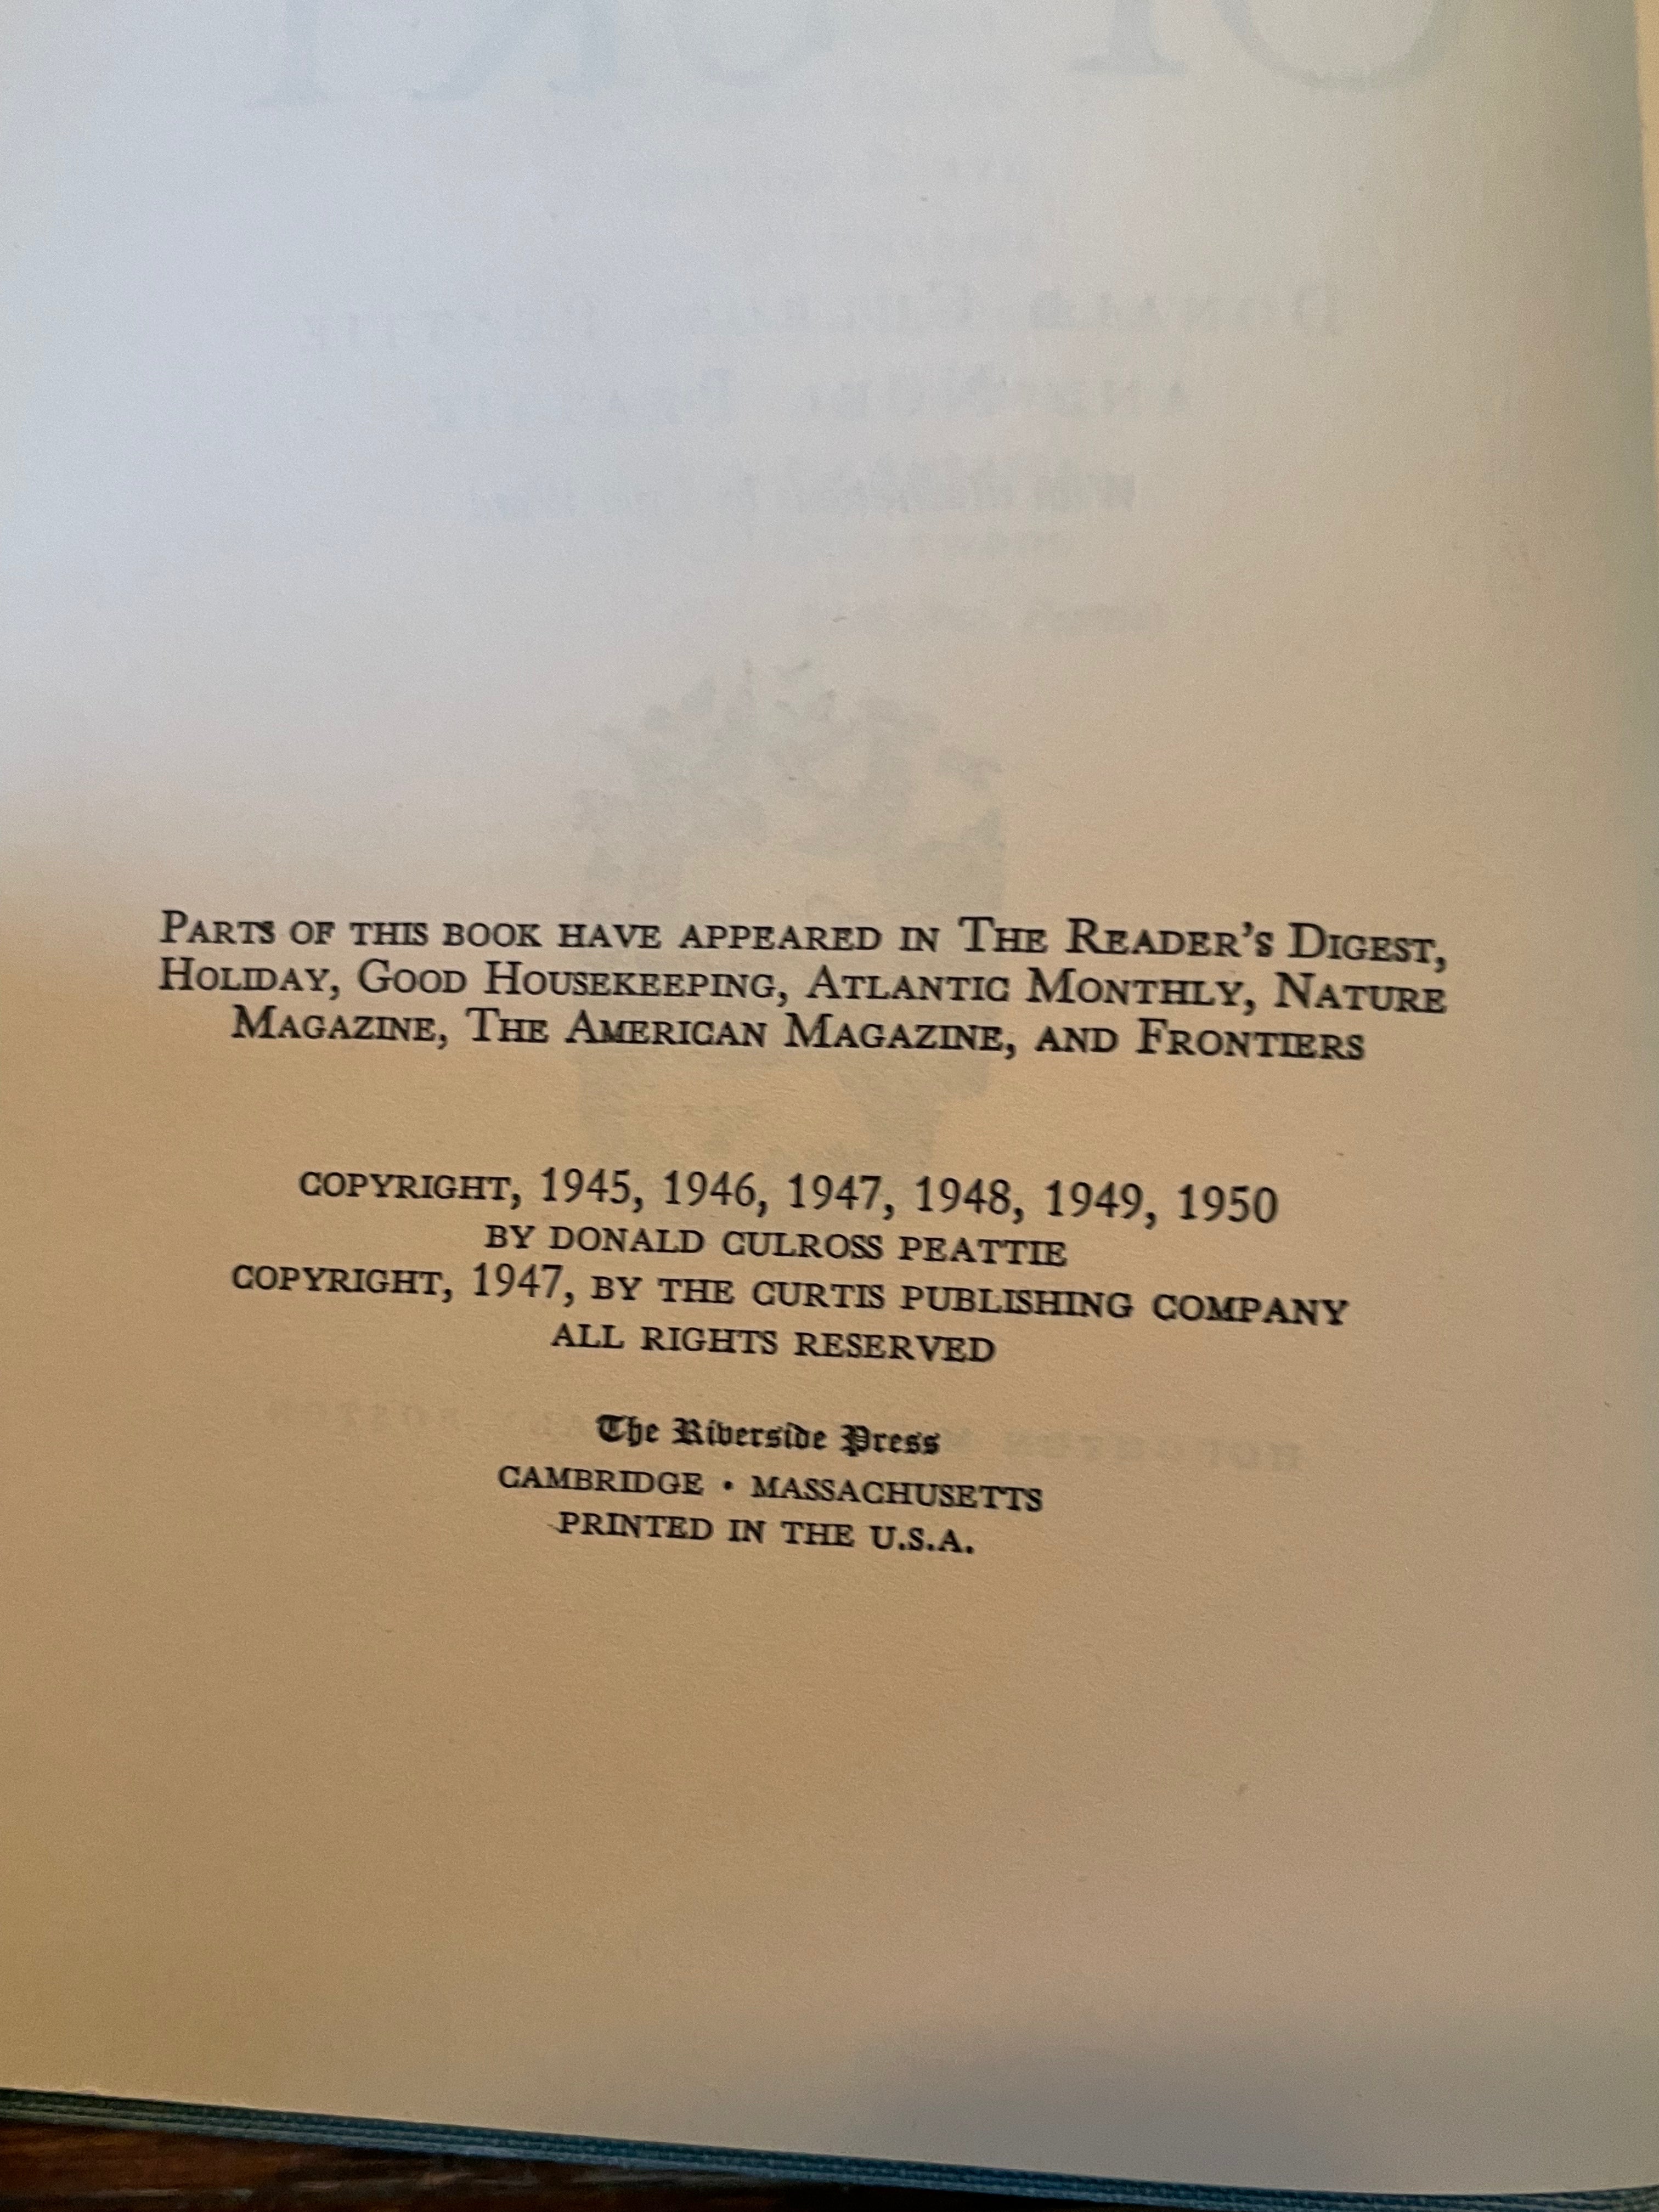 PARTS OF THIS BOOK HAVE APPEARED IN THE READER'S DIGEST,
HOLIDAY, GOOD HOUSEKEEPING, ATLANTIC MONTHLY, NATURE
MAGAZINE, THE AMERICAN MAGAZINE, AND FRONTIERS
COPYRIGHT, 1945, 1946, 1947, 1948, 1949, 1950
BY DONALD CULROSS PEATTIE
COPYRIGHT, 1947, BY THE CURTIS PUBLISHING COMPANY
ALL RIGHTS RESERVED
The Riverside Press
CAMBRIDGE • MASSACHUSETTS
PRINTED IN THE U.S.A.